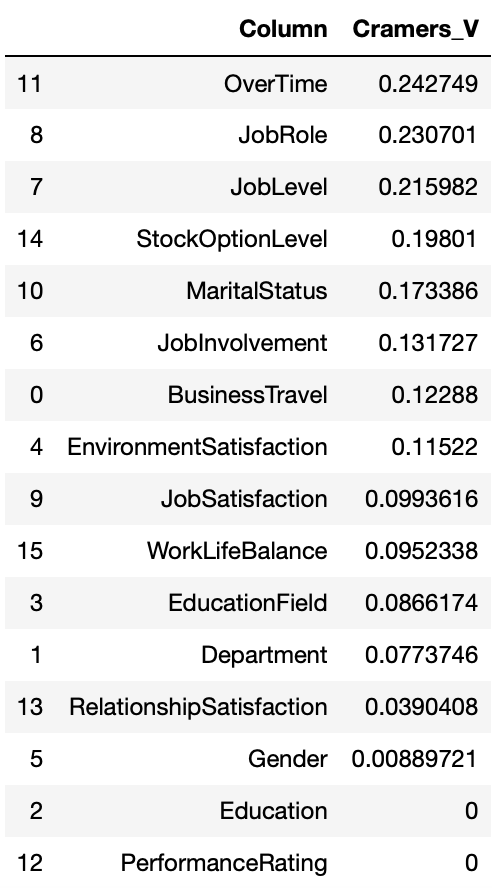 Column Cramers_V
11 OverTime 0.242749
8 JobRole 0.230701
7 JobLevel 0.215982
14 StockOptionLevel 0.19801
10 MaritalStatus 0.173386
6 JobInvolvement 0.131727
0 BusinessTravel 0.12288
4 EnvironmentSatisfaction 0.11522
9 JobSatisfaction 0.0993616
15 WorkLifeBalance 0.0952338
3 EducationField 0.0866174
1 Department 0.0773746
13 RelationshipSatisfaction 0.0390408
5 Gender 0.00889721
2 Education 0
12 PerformanceRating 0